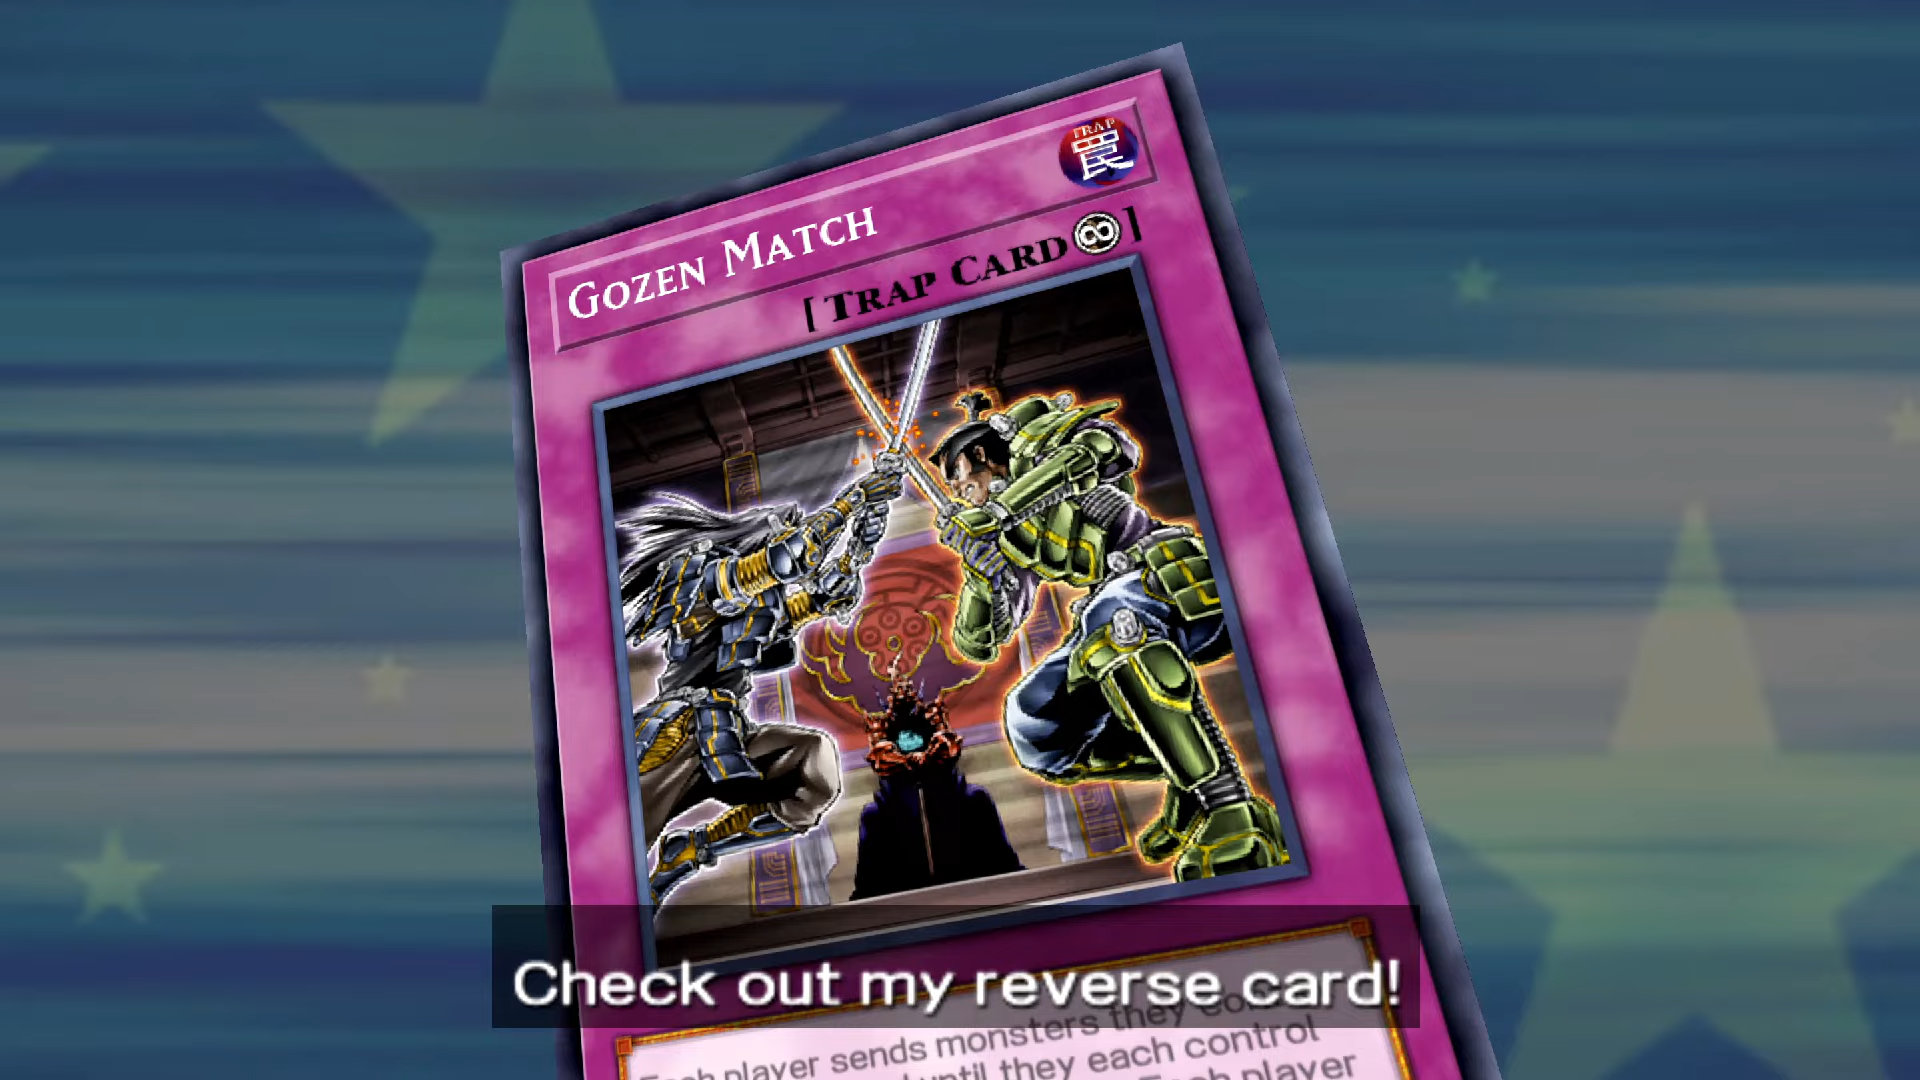 GOZEN MATCH
TRAP
罠
[TRAP CARD ∞]
Check out my reverse card!
Each player sends monsters they
until they each control
Each player